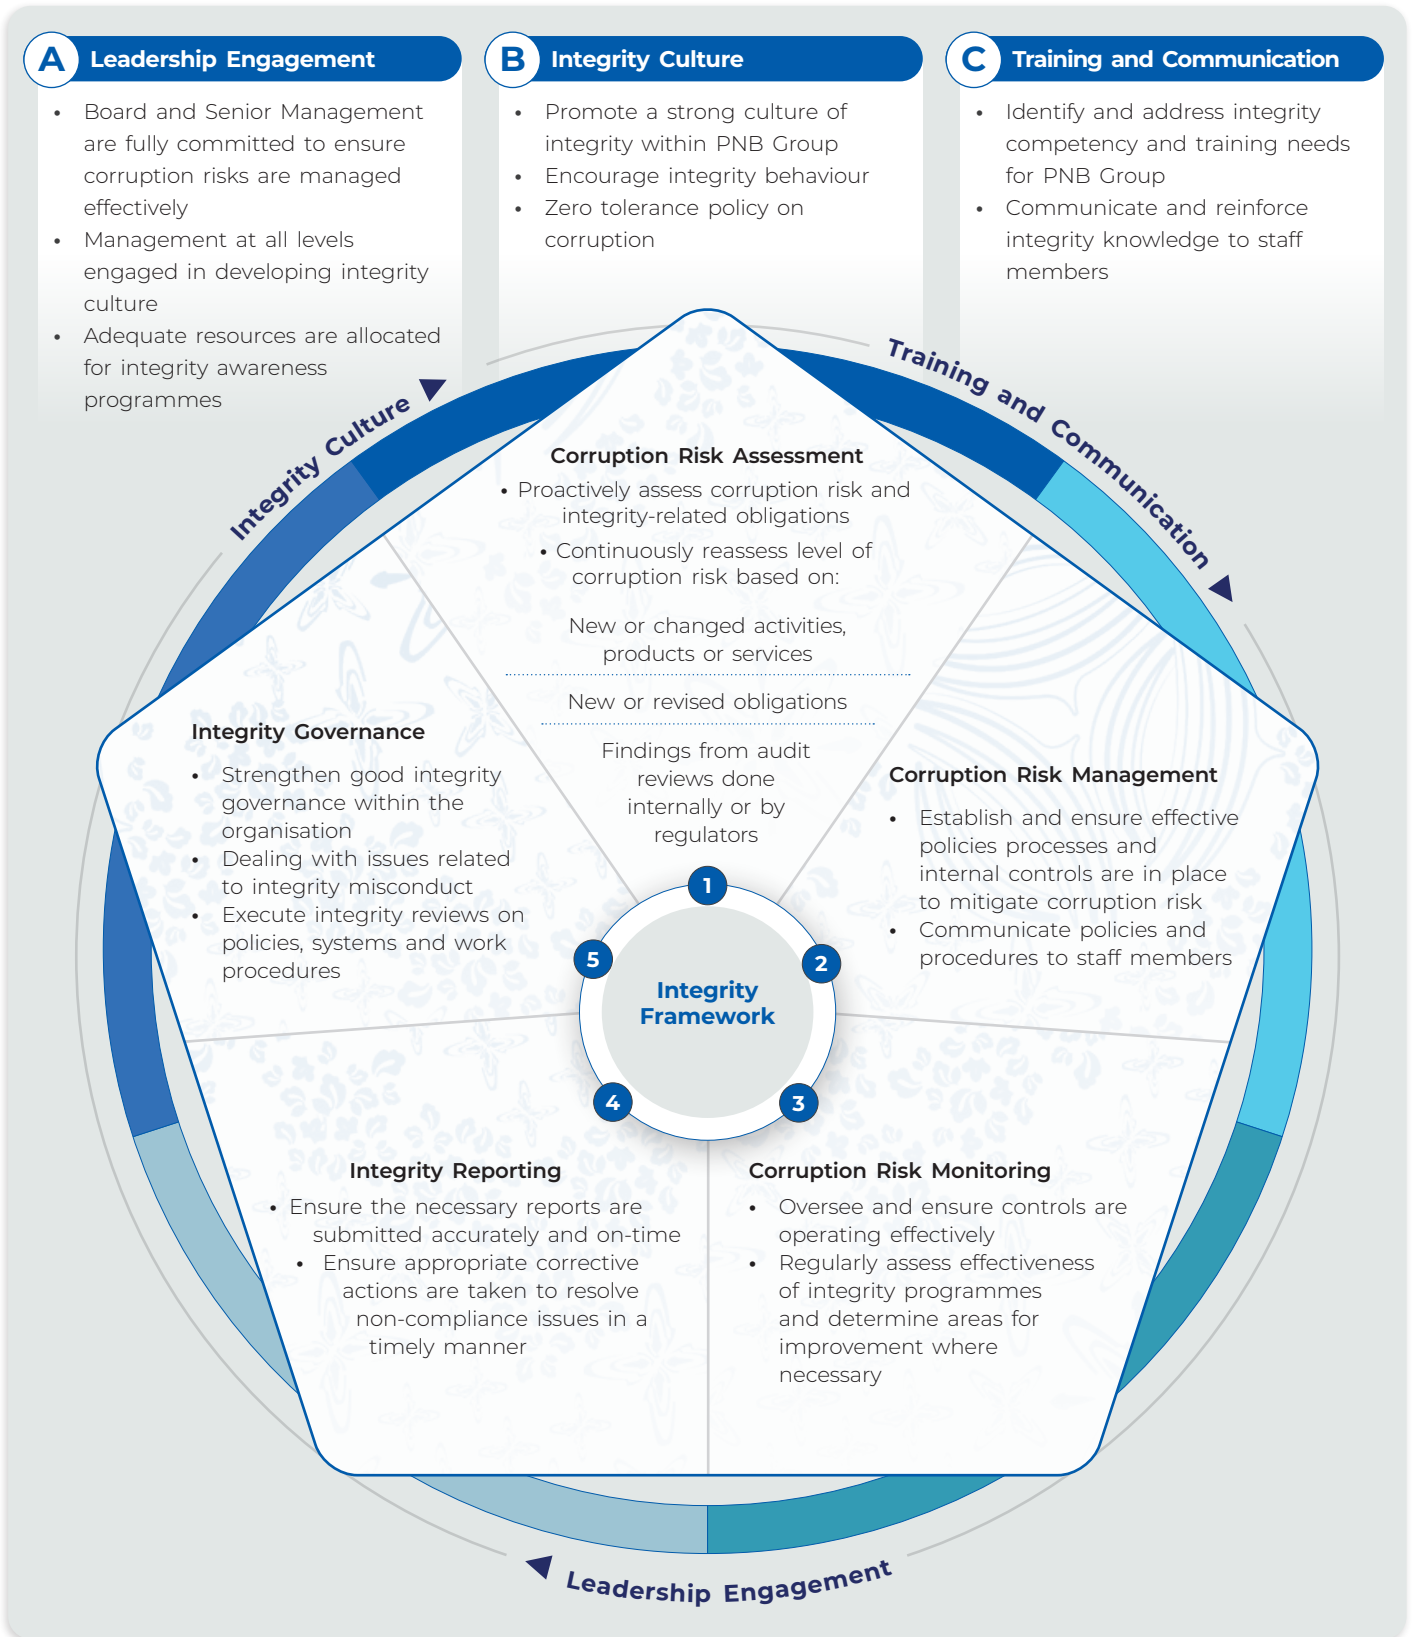 A Leadership Engagement
• Board and Senior Management
are fully committed to ensure
corruption risks are managed
effectively
• Management at all levels
engaged in developing integrity
culture
• Adequate resources are allocated
for integrity awareness
programmes
B Integrity Culture
• Promote a strong culture of
integrity within PNB Group
• Encourage integrity behaviour
• Zero tolerance policy on
corruption
C Training and Communication
• Identify and address integrity
competency and training needs
for PNB Group
• Communicate and reinforce
integrity knowledge to staff
members
Integrity Culture
Training and Communication
Corruption Risk Assessment
• Proactively assess corruption risk and
integrity-related obligations
• Continuously reassess level of
corruption risk based on:
New or changed activities,
products or services
New or revised obligations
Findings from audit
reviews done
internally or by
regulators
Integrity Governance
• Strengthen good integrity
governance within the
organisation
• Dealing with issues related
to integrity misconduct
• Execute integrity reviews on
policies, systems and work
procedures
Corruption Risk Management
• Establish and ensure effective
policies processes and
internal controls are in place
to mitigate corruption risk
• Communicate policies and
procedures to staff members
1
2
3
4
5
Integrity
Framework
Integrity Reporting
• Ensure the necessary reports are
submitted accurately and on-time
• Ensure appropriate corrective
actions are taken to resolve
non-compliance issues in a
timely manner
Corruption Risk Monitoring
• Oversee and ensure controls are
operating effectively
• Regularly assess effectiveness
of integrity programmes
and determine areas for
improvement where
necessary
Leadership Engagement